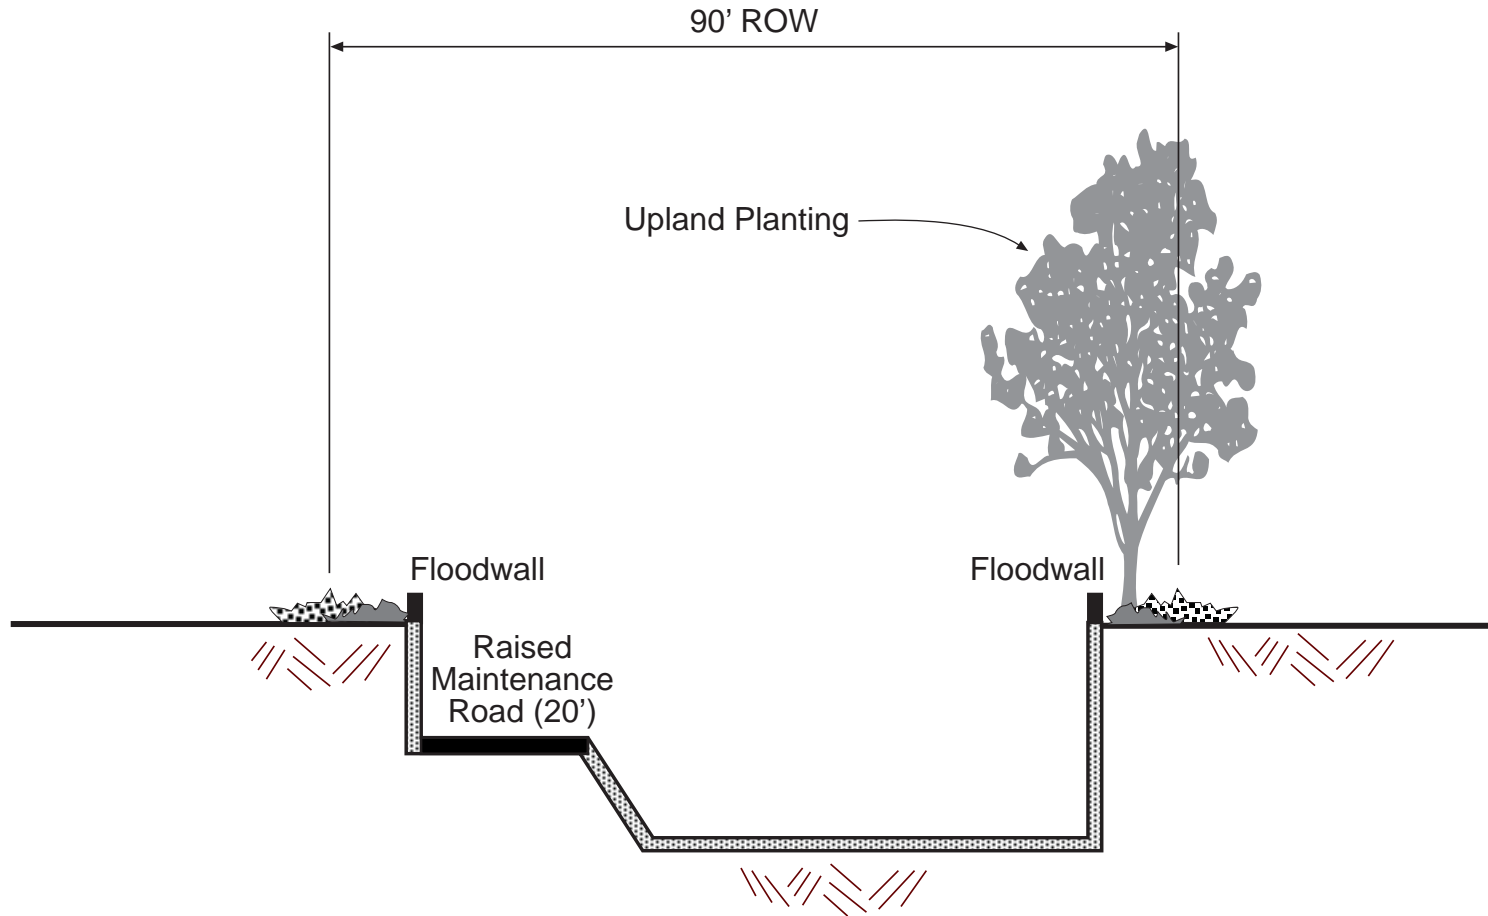 90’ ROW
Upland Planting
Floodwall
Floodwall
Raised
Maintenance
Road (20’)